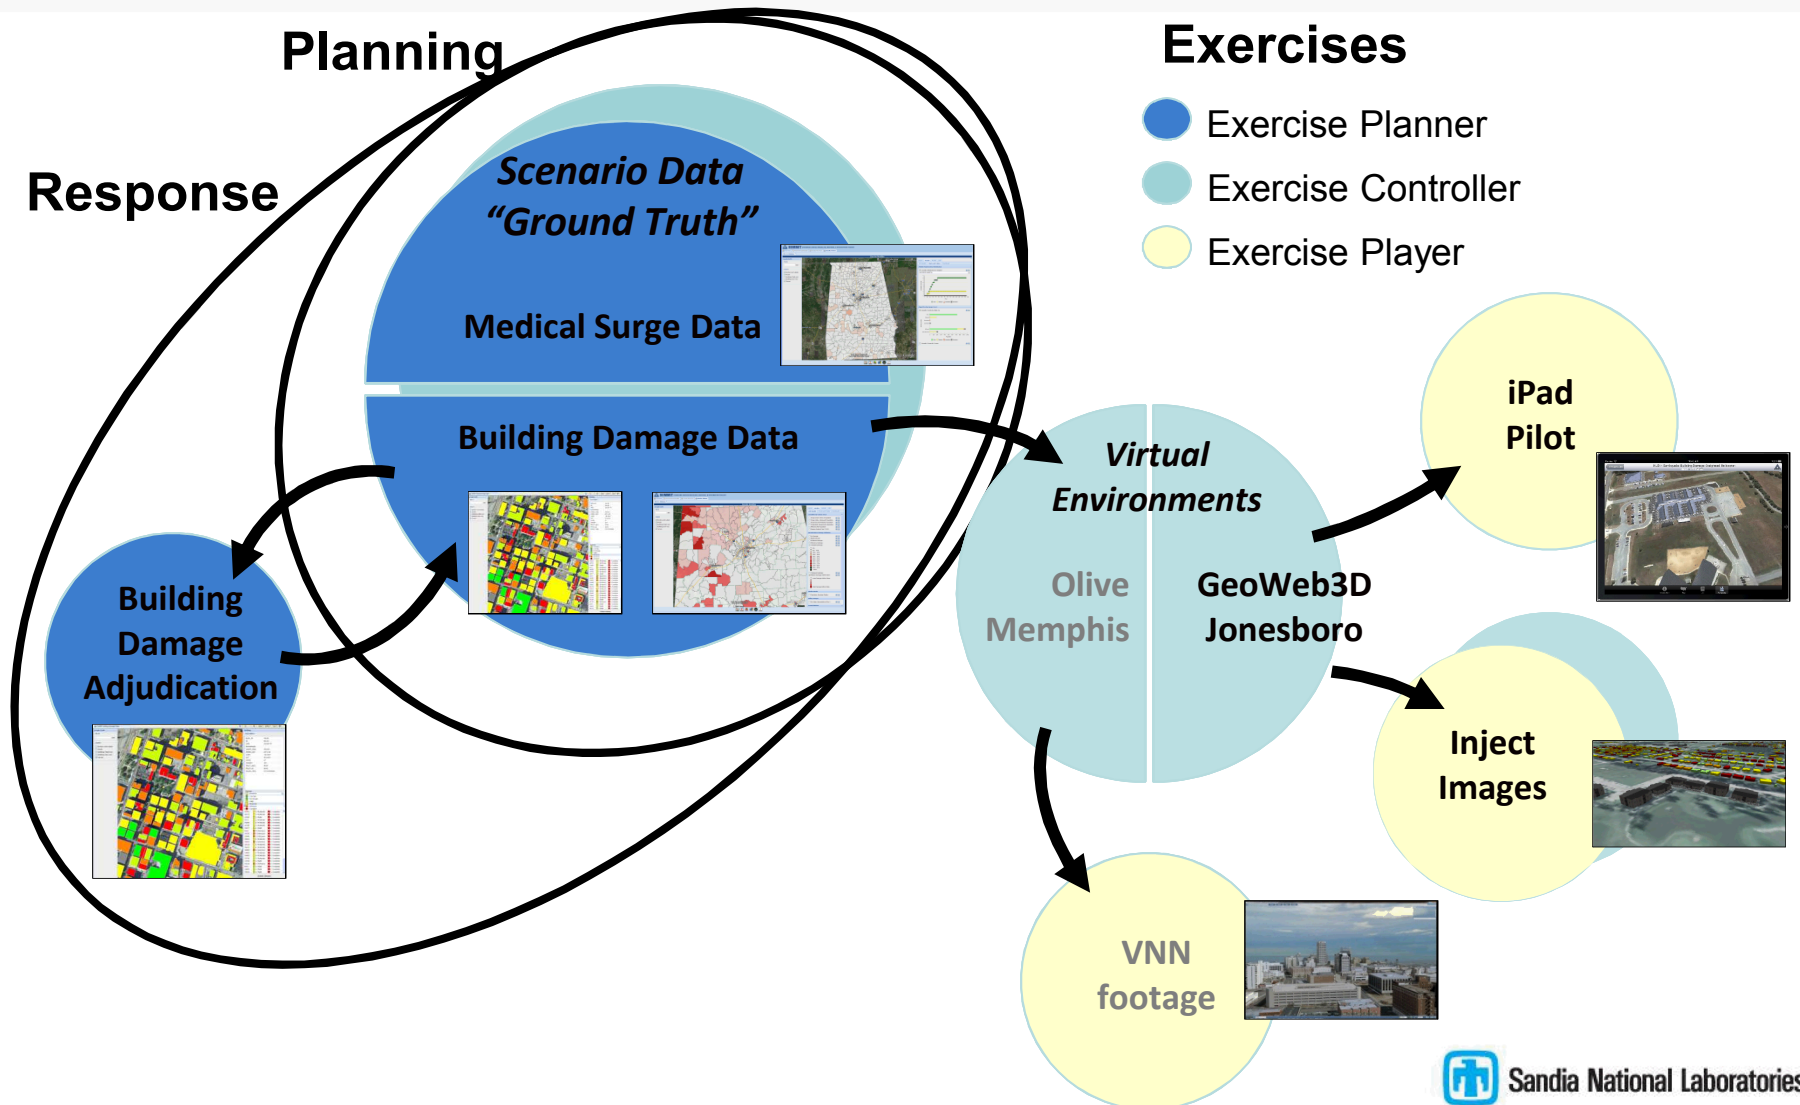 Planning
Exercises
Exercise Planner
Exercise Controller
Exercise Player
Response
Scenario Data
“Ground Truth”
Medical Surge Data
Building Damage Data
Building
Damage
Adjudication
Virtual
Environments
Olive
Memphis
GeoWeb3D
Jonesboro
iPad
Pilot
Inject
Images
VNN
footage
Sandia National Laboratories